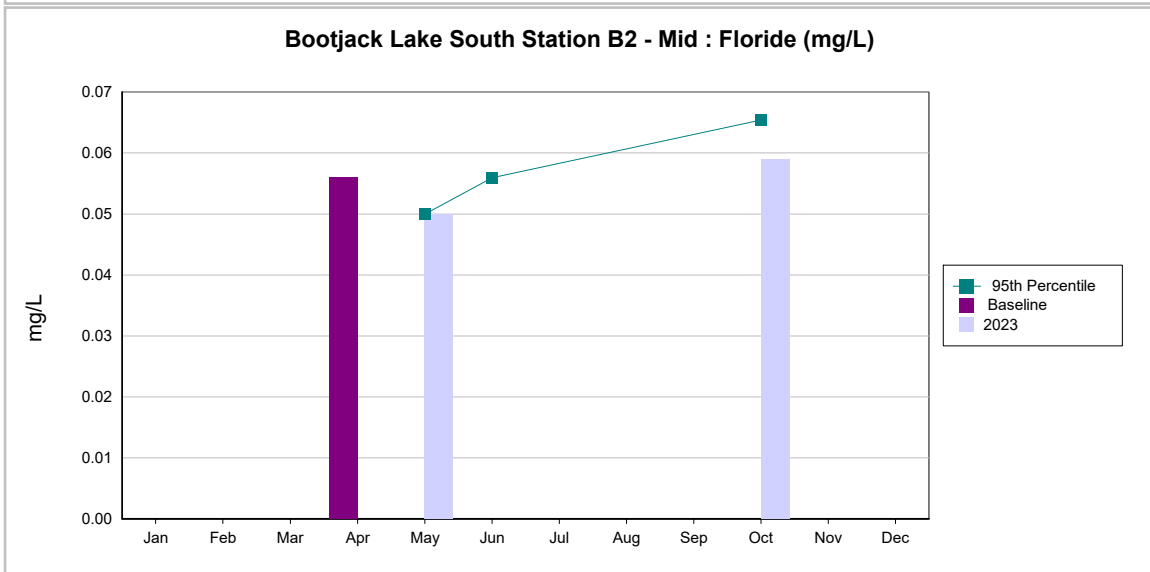 Bootjack Lake South Station B2 - Mid : Floride (mg/L)
0.07
0.06
0.05
0.04
0.03
0.02
0.01
0.00
mg/L
Jan Feb Mar Apr May Jun Jul Aug Sep Oct Nov Dec
95th Percentile
Baseline
2023